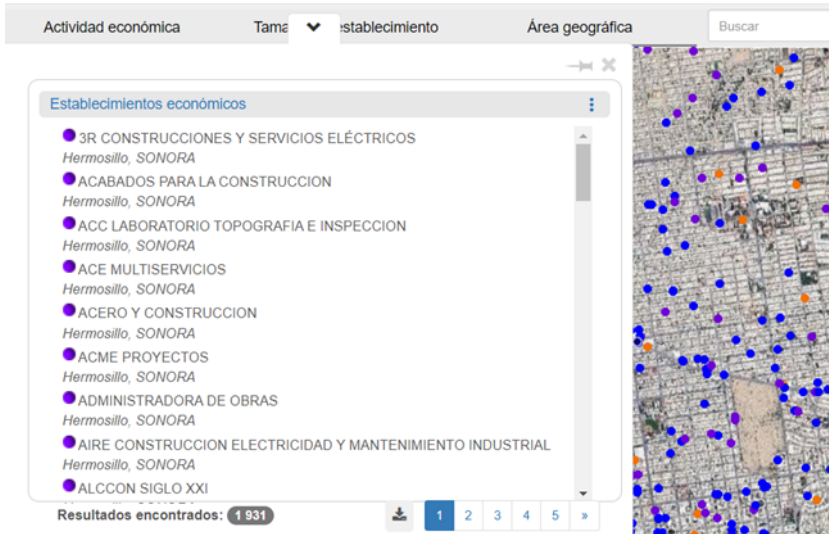 Actividad económica Tama establecimiento Área geográfica Buscar
Establecimientos económicos
3R CONSTRUCCIONES Y SERVICIOS ELÉCTRICOS
Hermosillo, SONORA
ACABADOS PARA LA CONSTRUCCION
Hermosillo, SONORA
ACC LABORATORIO TOPOGRAFIA E INSPECCION
Hermosillo, SONORA
ACE MULTISERVICIOS
Hermosillo, SONORA
ACERO Y CONSTRUCCION
Hermosillo, SONORA
ACME PROYECTOS
Hermosillo, SONORA
ADMINISTRADORA DE OBRAS
Hermosillo, SONORA
AIRE CONSTRUCCION ELECTRICIDAD Y MANTENIMIENTO INDUSTRIAL
Hermosillo, SONORA
ALCCON SIGLO XXI
Resultados encontrados: 1 931 1 2 3 4 5 »